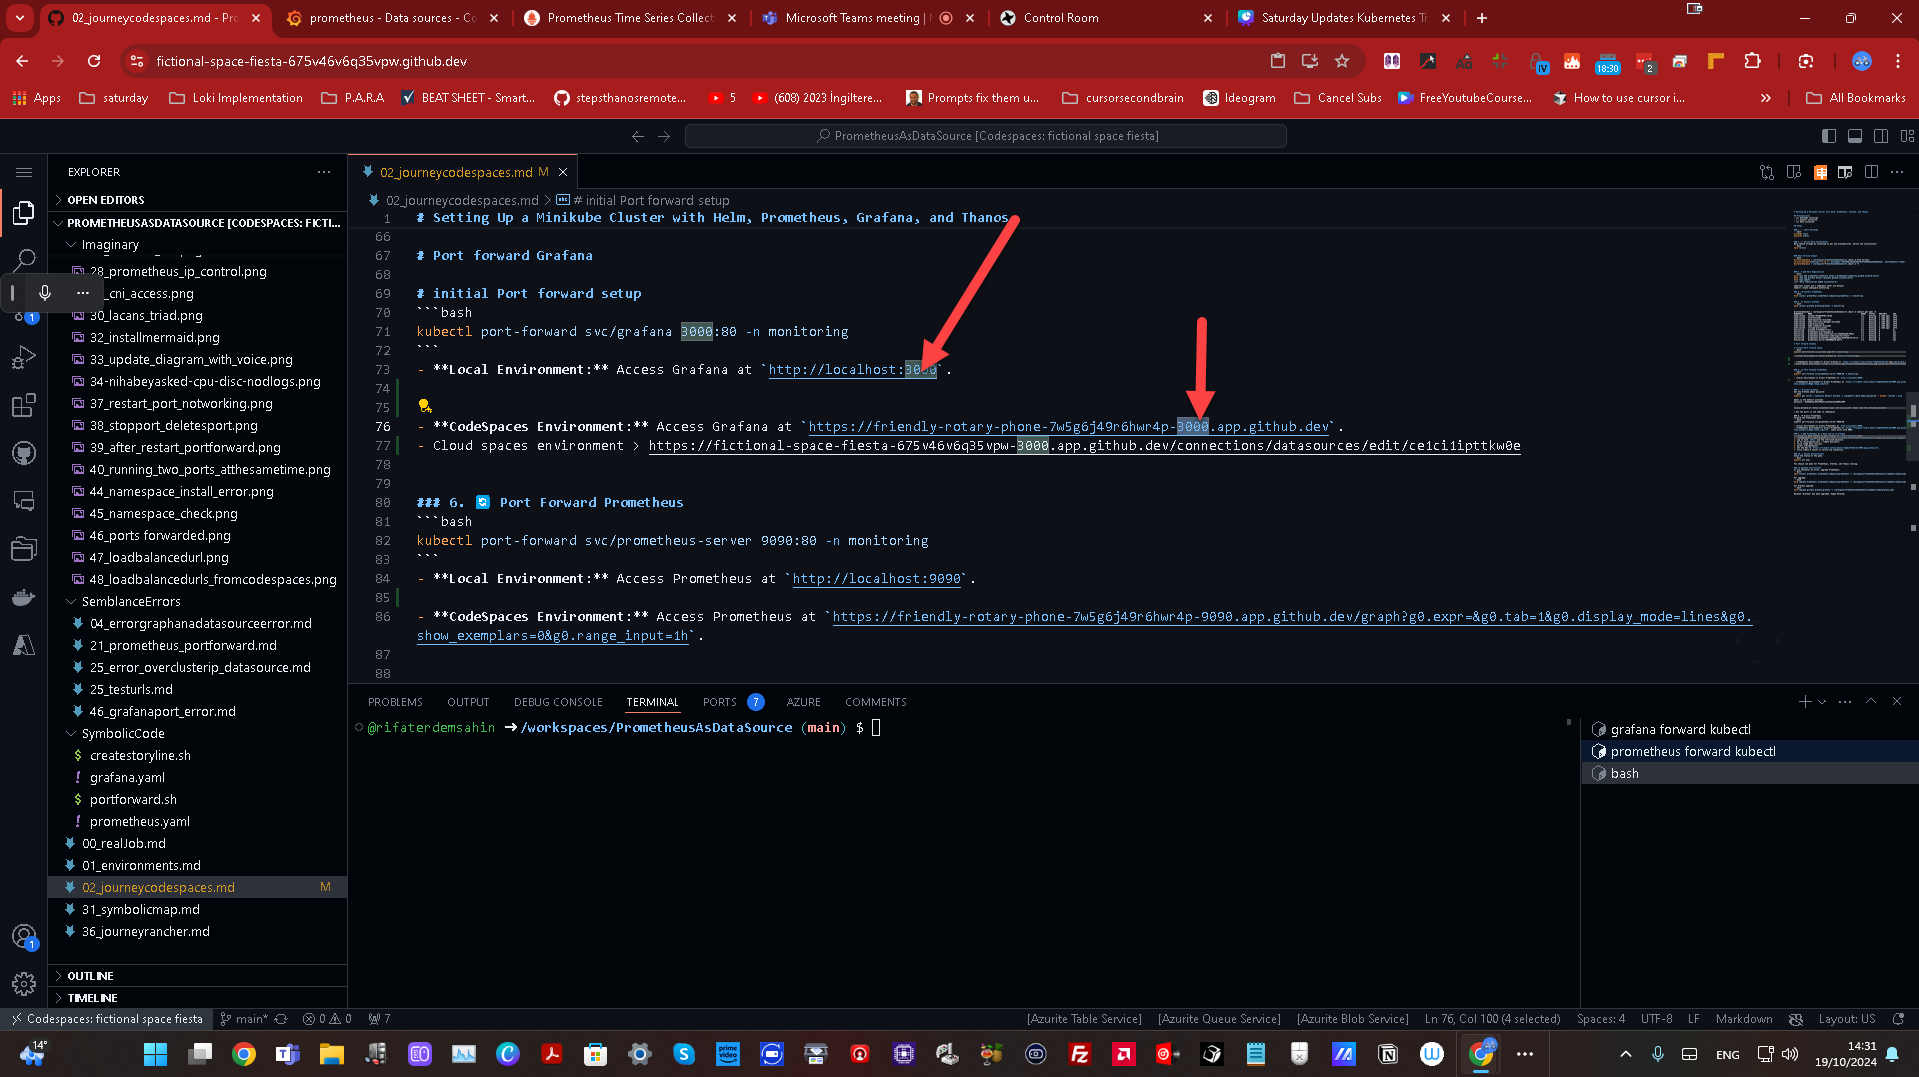 02_journeycodespaces.md - Pro
prometheus - Data sources - Co
Prometheus Time Series Collect
Microsoft Teams meeting |
Control Room
Saturday Updates Kubernetes Tr
fictional-space-fiesta-675v46v6q35vpw.github.dev
IV
18:30
2
Apps
saturday
Loki Implementation
P.A.R.A
BEAT SHEET - Smart...
stepsthanosremote...
5
(608) 2023 İngiltere...
Prompts fix them u...
cursorsecondbrain
Ideogram
Cancel Subs
FreeYoutubeCourse...
How to use cursor i...
All Bookmarks
PrometheusAsDataSource [Codespaces: fictional space fiesta]
EXPLORER
OPEN EDITORS
PROMETHEUSASDATASOURCE [CODESPACES: FICTI...
Imaginary
28_prometheus_ip_control.png
_cni_access.png
30_lacans_triad.png
32_installmermaid.png
33_update_diagram_with_voice.png
34-nihabeyasked-cpu-disc-nodlogs.png
37_restart_port_notworking.png
38_stopport_deletesport.png
39_after_restart_portforward.png
40_running_two_ports_atthesametime.png
44_namespace_install_error.png
45_namespace_check.png
46_ports forwarded.png
47_loadbalancedurl.png
48_loadbalancedurls_fromcodespaces.png
SemblanceErrors
04_errorgraphanadatasourceerror.md
21_prometheus_portforward.md
25_error_overclusterip_datasource.md
25_testurls.md
46_grafanaport_error.md
SymbolicCode
$ createstoryline.sh
! grafana.yaml
$ portforward.sh
! prometheus.yaml
00_realJob.md
01_environments.md
02_journeycodespaces.md M
31_symbolicmap.md
36_journeyrancher.md
OUTLINE
TIMELINE
1
1
02_journeycodespaces.md M
02_journeycodespaces.md > # initial Port forward setup
1 # Setting Up a Minikube Cluster with Helm, Prometheus, Grafana, and Thanos
66
67 # Port forward Grafana
68
69 # initial Port forward setup
70 ```bash
71 kubectl port-forward svc/grafana 3000:80 -n monitoring
72 ```
73 - **Local Environment:** Access Grafana at `http://localhost:3000`.
74
75
76 - **CodeSpaces Environment:** Access Grafana at `https://friendly-rotary-phone-7w5g6j49r6hwr4p-3000.app.github.dev`.
77 - Cloud spaces environment > https://fictional-space-fiesta-675v46v6q35vpw-3000.app.github.dev/connections/datasources/edit/ce1ci1ipttkw0e
78
79
80 ### 6. 🔄 Port Forward Prometheus
81 ```bash
82 kubectl port-forward svc/prometheus-server 9090:80 -n monitoring
83 ```
84 - **Local Environment:** Access Prometheus at `http://localhost:9090`.
85
86 - **CodeSpaces Environment:** Access Prometheus at `https://friendly-rotary-phone-7w5g6j49r6hwr4p-9090.app.github.dev/graph?g0.expr=&g0.tab=1&g0.display_mode=lines&g0.
show_exemplars=0&g0.range_input=1h`.
87
88
PROBLEMS
OUTPUT
DEBUG CONSOLE
TERMINAL
PORTS 7
AZURE
COMMENTS
@rifaterdemsahin ➜ /workspaces/PrometheusAsDataSource (main) $
grafana forward kubectl
prometheus forward kubectl
bash
Codespaces: fictional space fiesta
main*
0
0
7
[Azurite Table Service]
[Azurite Queue Service]
[Azurite Blob Service]
Ln 76, Col 100 (4 selected)
Spaces: 4
UTF-8
LF
Markdown
Layout: US
14°
prime video
ENG
14:31
19/10/2024